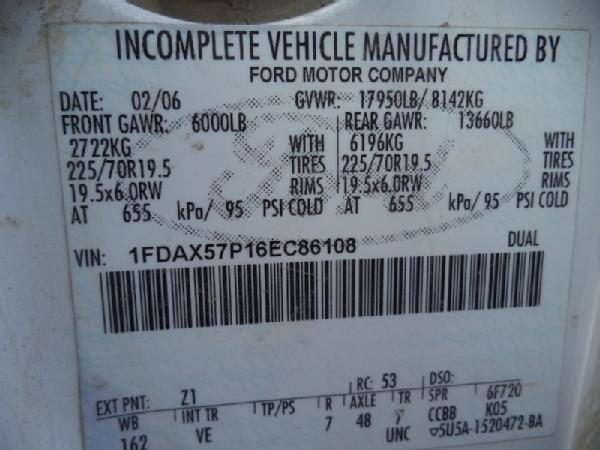 INCOMPLETE VEHICLE MANUFACTURED BY
FORD MOTOR COMPANY
DATE: 02/06 GVWR: 17950LB/ 8142KG
FRONT GAWR: 6000LB REAR GAWR: 13660LB
2722KG WITH 6196KG WITH
225/70R19.5 TIRES 225/70R19.5 TIRES
19.5x6.0RW RIMS 19.5x6.0RW RIMS
AT 655 kPa/ 95 PSI COLD AT 655 kPa/ 95 PSI COLD
VIN: 1FDAX57P16EC86108 DUAL
EXT PNT: Z1 RC: 53 DSO:
WB INT TR TP/PS R AXLE TR SPR 6F720
162 VE 7 48 CCBB K05
UNC ▽5U5A-1520472-BA